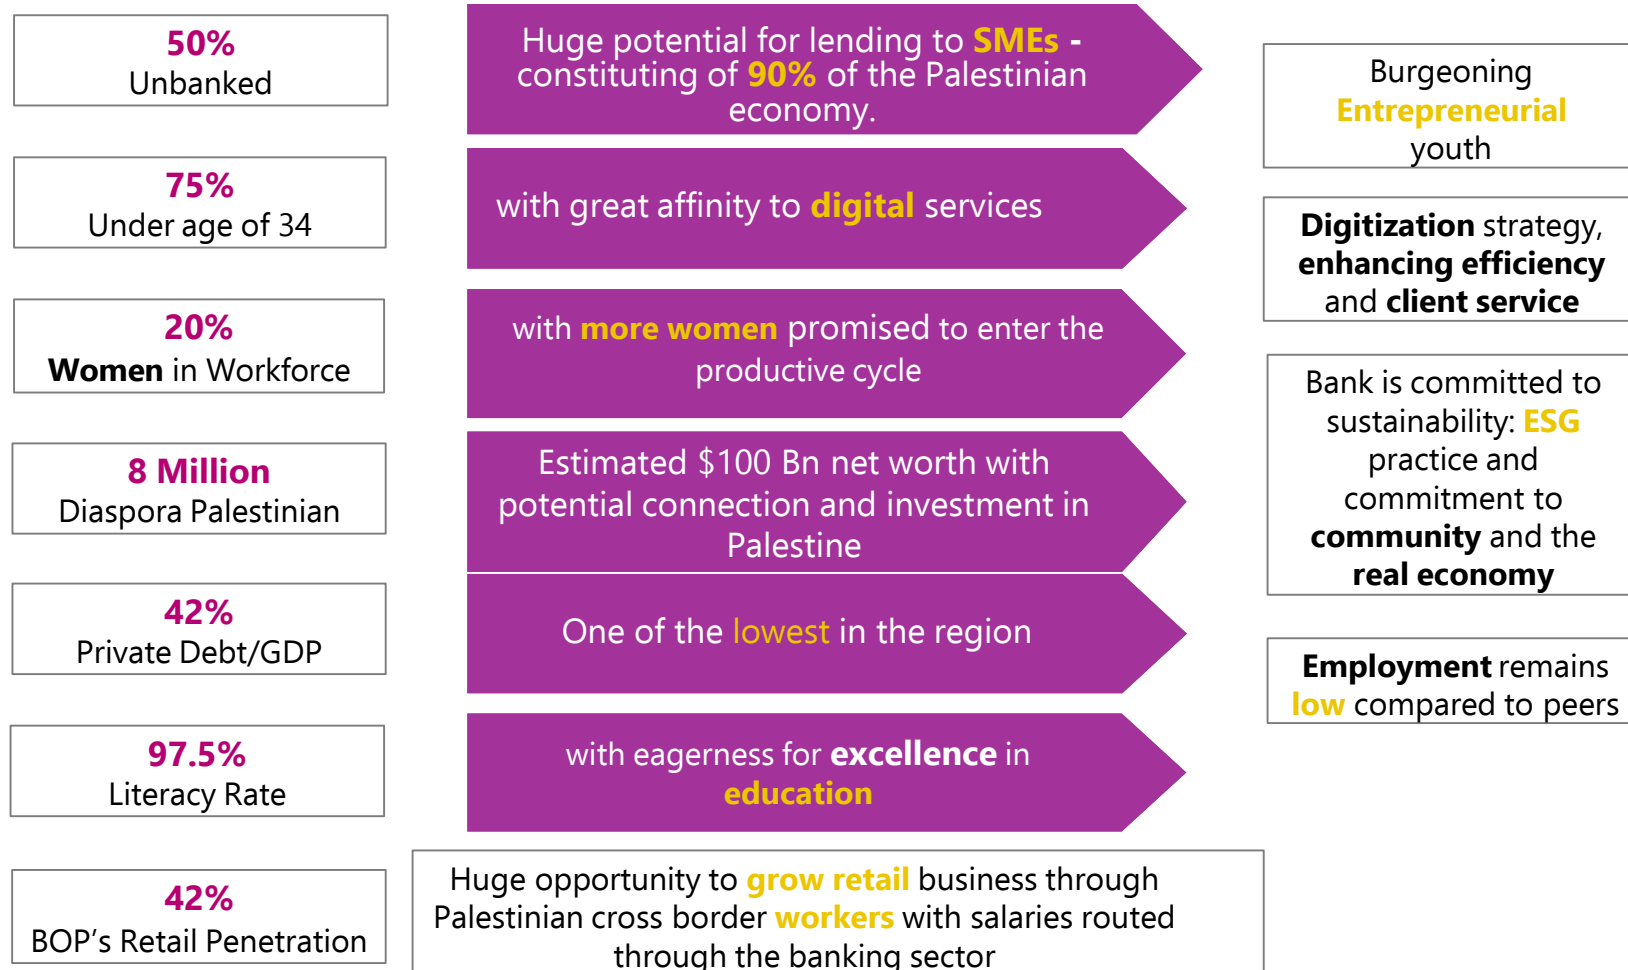 50%
Unbanked
Huge potential for lending to SMEs -
constituting of 90% of the Palestinian
economy.
75%
Under age of 34
with great affinity to digital services
20%
Women in Workforce
with more women promised to enter the
productive cycle
8 Million
Diaspora Palestinian
Estimated $100 Bn net worth with
potential connection and investment in
Palestine
42%
Private Debt/GDP
One of the lowest in the region
97.5%
Literacy Rate
with eagerness for excellence in
education
42%
BOP's Retail Penetration
Huge opportunity to grow retail business through
Palestinian cross border workers with salaries routed
through the banking sector
Burgeoning
Entrepreneurial
youth
Digitization strategy,
enhancing efficiency
and client service
Bank is committed to
sustainability: ESG
practice and
commitment to
community and the
real economy
Employment remains
low compared to peers